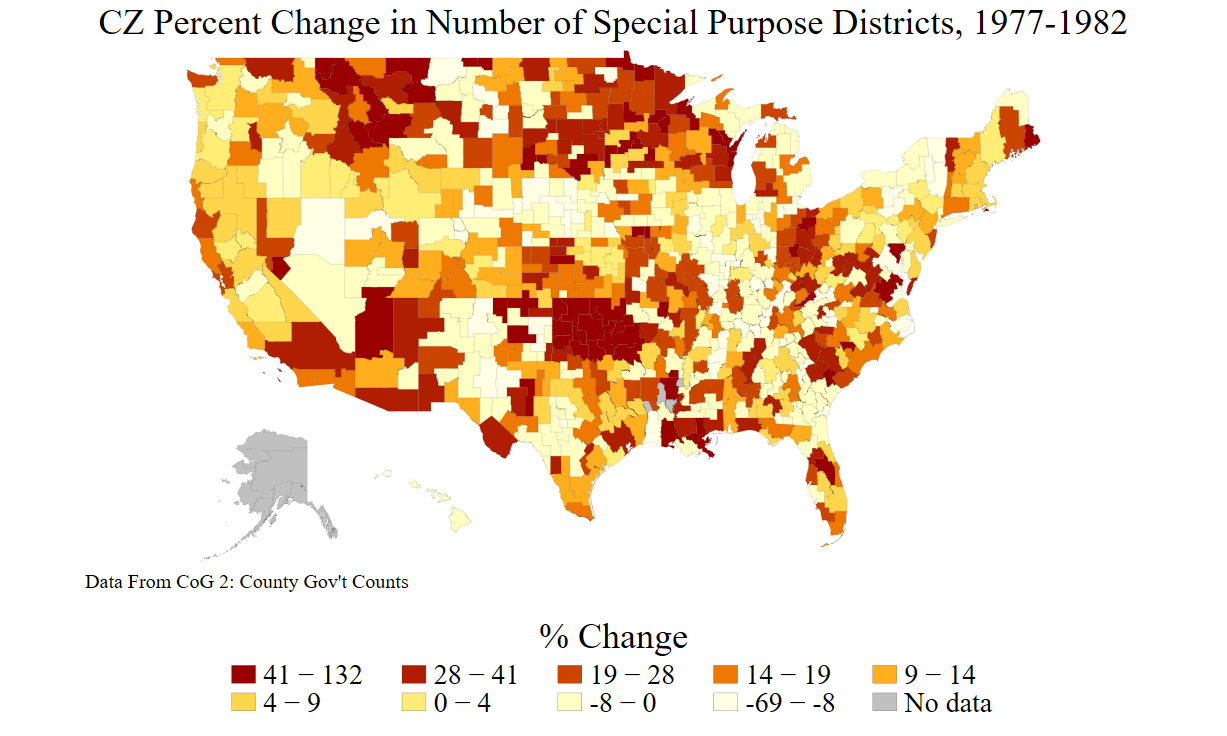 CZ Percent Change in Number of Special Purpose Districts, 1977-1982
Data From CoG 2: County Gov't Counts
% Change
41 − 132 28 − 41 19 − 28 14 − 19 9 − 14
4 − 9 0 − 4 -8 − 0 -69 − -8 No data